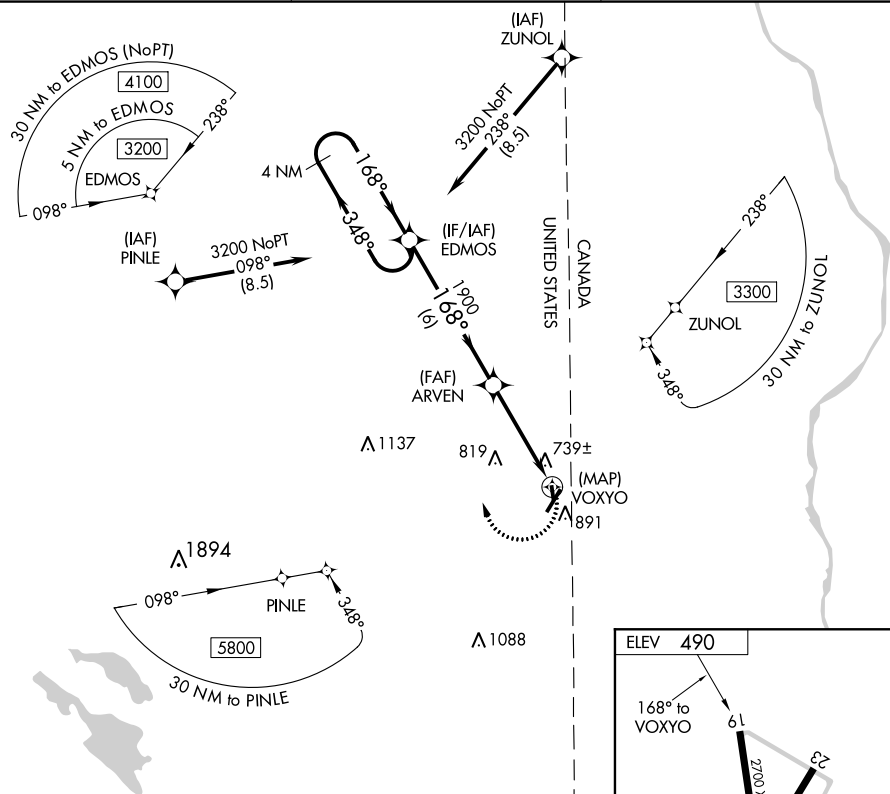 30 NM to EDMOS (NoPT)
4100
5 NM to EDMOS
3200
238°
EDMOS
098°
(IAF)
ZUNOL
3200 NoPT
238°
(8.5)
4 NM
168°
348°
(IF/IAF)
EDMOS
(IAF)
PINLE
3200 NoPT
098°
(8.5)
1900
168°
(6)
CANADA
UNITED STATES
238°
3300
ZUNOL
348°
30 NM to ZUNOL
(FAF)
ARVEN
1137
819
739±
(MAP)
VOXYO
891
1894
098°
PINLE
348°
5800
30 NM to PINLE
1088
ELEV 490
168° to
VOXYO
19
23
2700 X